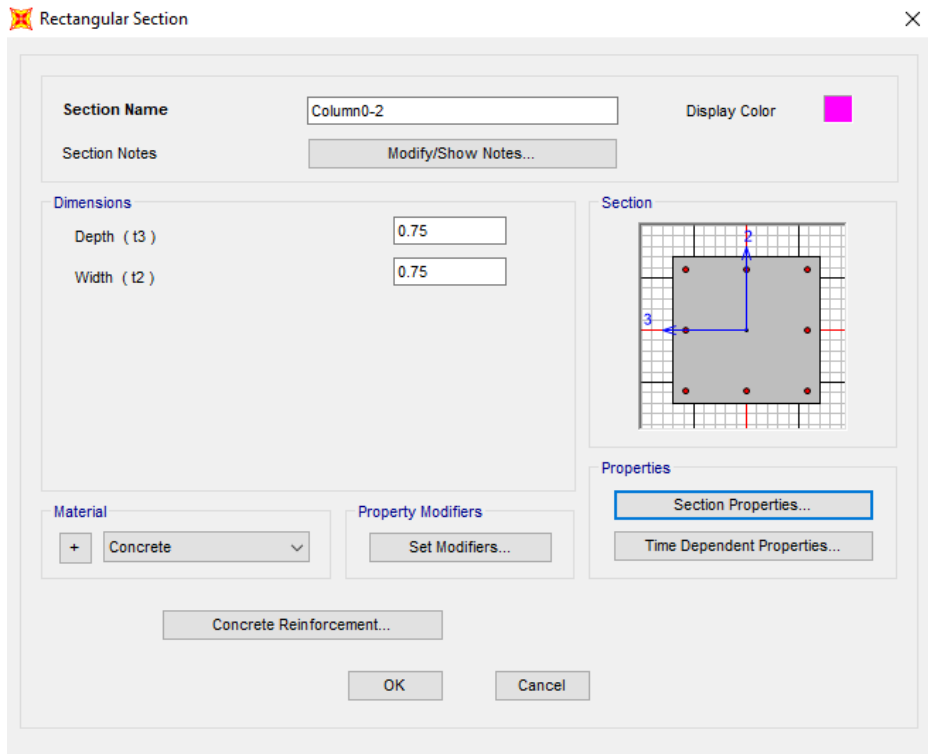 Rectangular Section
Section Name Column0-2 Display Color
Section Notes Modify/Show Notes...
Dimensions
Depth ( t3 ) 0.75
Width ( t2 ) 0.75
Section
2
3
Properties
Section Properties...
Time Dependent Properties...
Material
+ Concrete
Property Modifiers
Set Modifiers...
Concrete Reinforcement...
OK Cancel